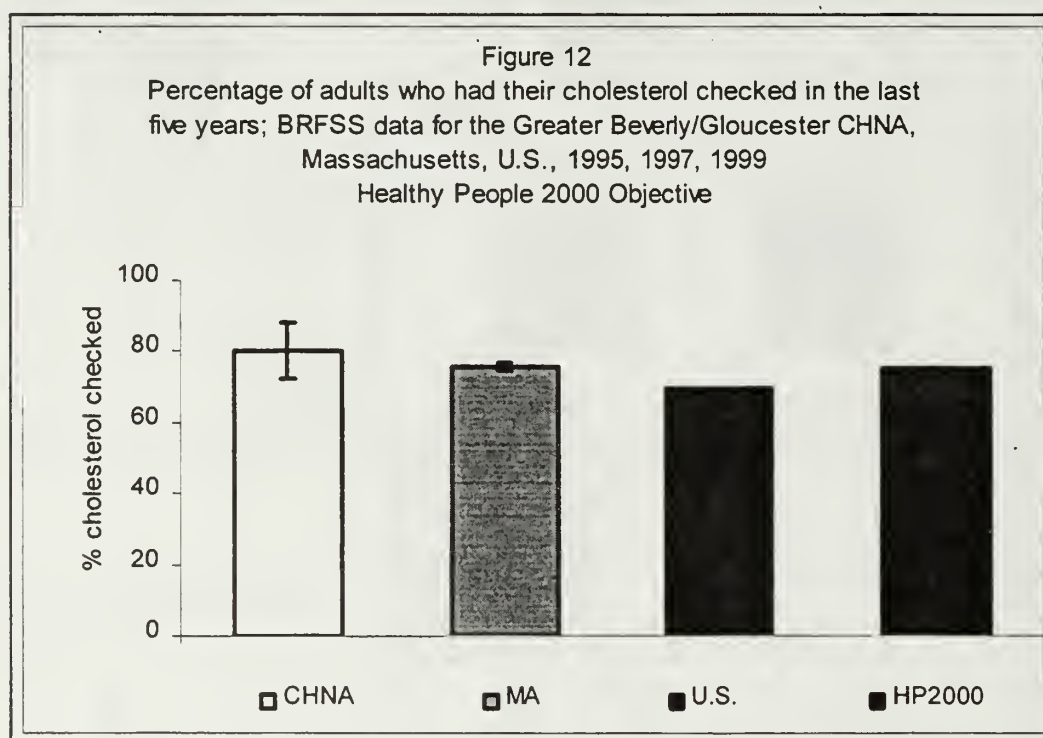 Figure 12
Percentage of adults who had their cholesterol checked in the last
five years; BRFSS data for the Greater Beverly/Gloucester CHNA,
Massachusetts, U.S., 1995, 1997, 1999
Healthy People 2000 Objective
% cholesterol checked
100
80
60
40
20
0
CHNA
MA
U.S.
HP2000